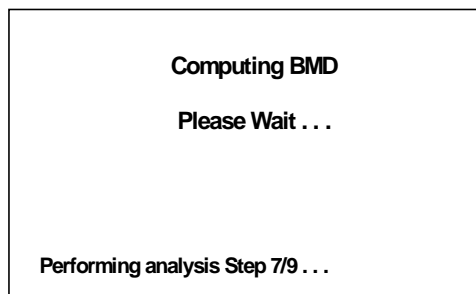 Computing BMD
Please Wait . . .
Performing analysis Step 7/9 . . .